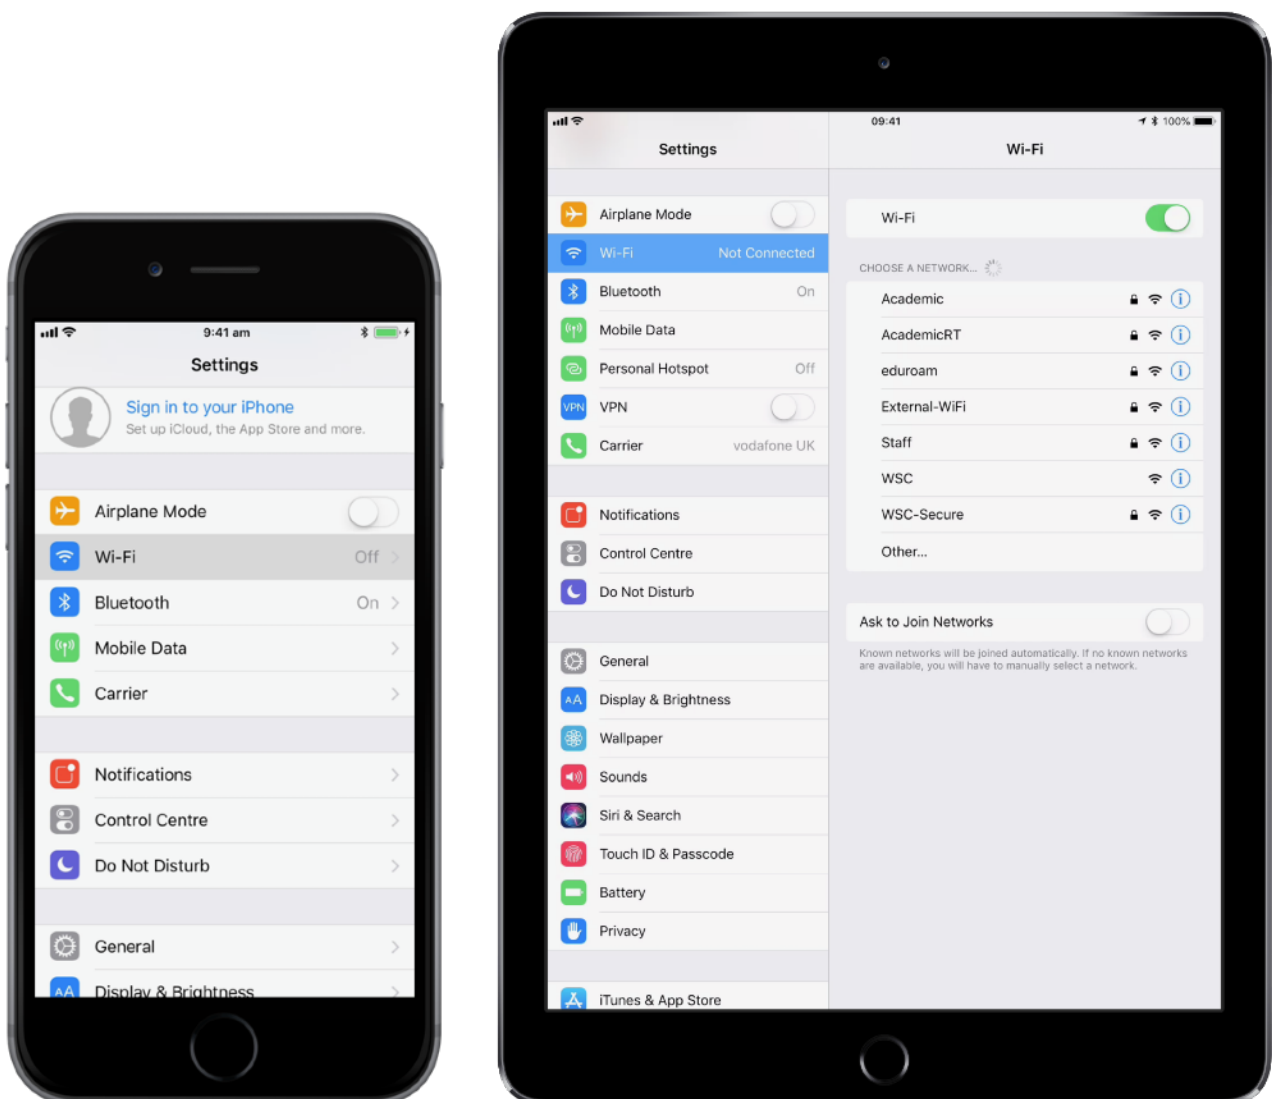 9:41 am
Settings
Sign in to your iPhone
Set up iCloud, the App Store and more.
Airplane Mode
Wi-Fi Off
Bluetooth On
Mobile Data
Carrier
Notifications
Control Centre
Do Not Disturb
General
AA Display & Brightness
09:41 100%
Settings
Airplane Mode
Wi-Fi Not Connected
Bluetooth On
Mobile Data
Personal Hotspot Off
VPN VPN
Carrier vodafone UK
Notifications
Control Centre
Do Not Disturb
General
AA Display & Brightness
Wallpaper
Sounds
Siri & Search
Touch ID & Passcode
Battery
Privacy
iTunes & App Store
Wi-Fi
Wi-Fi
CHOOSE A NETWORK...
Academic
AcademicRT
eduroam
External-WiFi
Staff
WSC
WSC-Secure
Other...
Ask to Join Networks
Known networks will be joined automatically. If no known networks
are available, you will have to manually select a network.